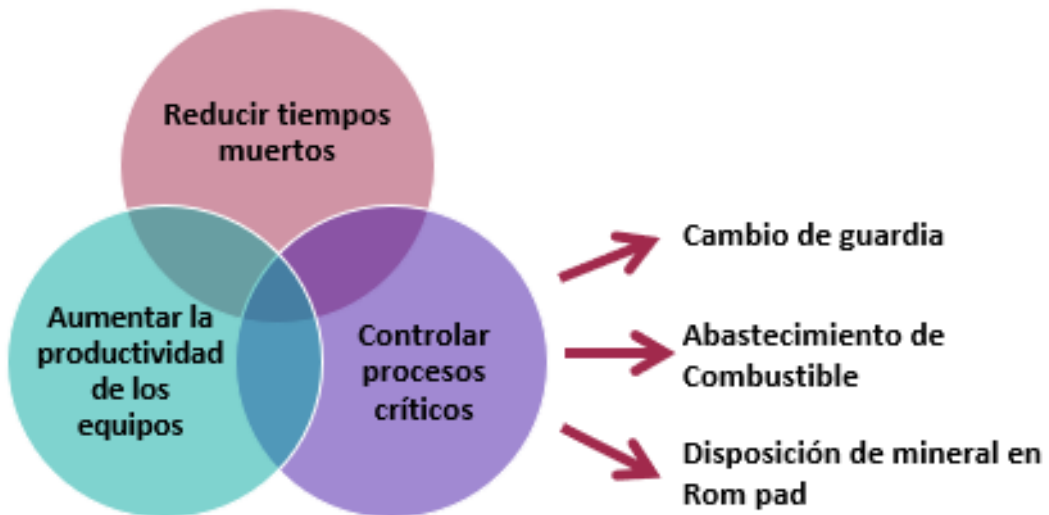 Reducir tiempos
muertos
Aumentar la
productividad
de los
equipos
Controlar
procesos
críticos
Cambio de guardia
Abastecimiento de
Combustible
Disposición de mineral en
Rom pad